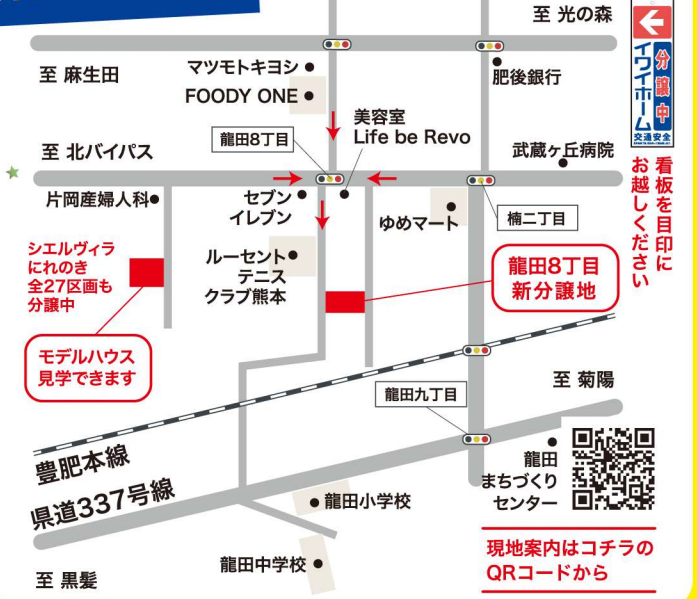 至 光の森
分譲中
イワイホーム
交通安全
看板を目印に
お越しください
至 麻生田
マツモトキヨシ
FOODY ONE
肥後銀行
美容室
Life be Revo
龍田8丁目
武蔵ヶ丘病院
至 北バイパス
片岡産婦人科
セブン
イレブン
ゆめマート
楠二丁目
シエルヴィラ
にれのき
全27区画も
分譲中
ルーセント
テニス
クラブ熊本
龍田8丁目
新分譲地
モデルハウス
見学できます
至 菊陽
龍田九丁目
豊肥本線
県道337号線
龍田
まちづくり
センター
龍田小学校
龍田中学校
至 黒髪
現地案内はコチラの
QRコードから